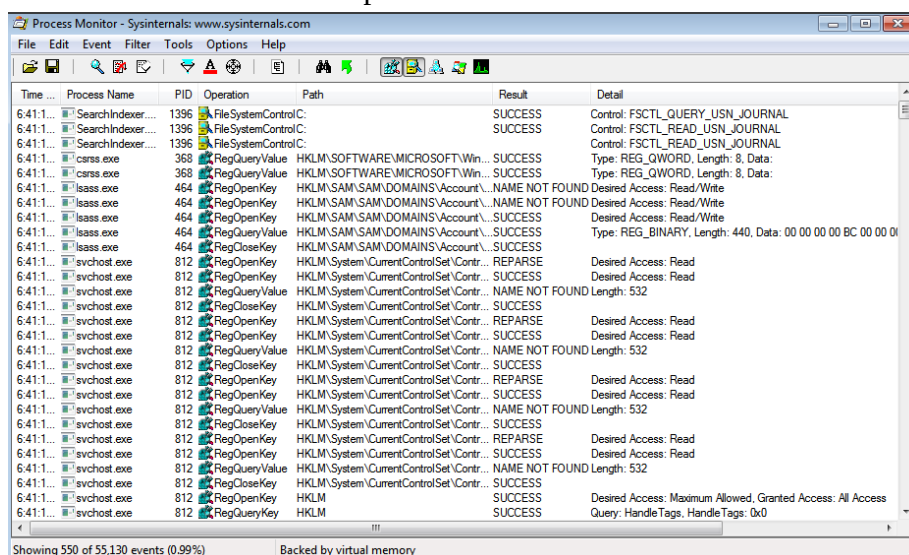 Process Monitor - Sysinternals: www.sysinternals.com
File Edit Event Filter Tools Options Help
Time ... Process Name PID Operation Path Result Detail
6:41:1... SearchIndexer.... 1396 FileSystemControl C: SUCCESS Control: FSCTL_QUERY_USN_JOURNAL
6:41:1... SearchIndexer.... 1396 FileSystemControl C: SUCCESS Control: FSCTL_READ_USN_JOURNAL
6:41:1... SearchIndexer.... 1396 FileSystemControl C: Control: FSCTL_READ_USN_JOURNAL
6:41:1... csrss.exe 368 RegQueryValue HKLM\SOFTWARE\MICROSOFT\Win... SUCCESS Type: REG_QWORD, Length: 8, Data:
6:41:1... csrss.exe 368 RegQueryValue HKLM\SOFTWARE\MICROSOFT\Win... SUCCESS Type: REG_QWORD, Length: 8, Data:
6:41:1... lsass.exe 464 RegOpenKey HKLM\SAM\SAM\DOMAINS\Account\... NAME NOT FOUND Desired Access: Read/Write
6:41:1... lsass.exe 464 RegOpenKey HKLM\SAM\SAM\DOMAINS\Account\... NAME NOT FOUND Desired Access: Read/Write
6:41:1... lsass.exe 464 RegOpenKey HKLM\SAM\SAM\DOMAINS\Account\... SUCCESS Desired Access: Read/Write
6:41:1... lsass.exe 464 RegQueryValue HKLM\SAM\SAM\DOMAINS\Account\... SUCCESS Type: REG_BINARY, Length: 440, Data: 00 00 00 00 BC 00 00 0
6:41:1... lsass.exe 464 RegCloseKey HKLM\SAM\SAM\DOMAINS\Account\... SUCCESS
6:41:1... svchost.exe 812 RegOpenKey HKLM\System\CurrentControlSet\Contr... REPARSE Desired Access: Read
6:41:1... svchost.exe 812 RegOpenKey HKLM\System\CurrentControlSet\Contr... SUCCESS Desired Access: Read
6:41:1... svchost.exe 812 RegQueryValue HKLM\System\CurrentControlSet\Contr... NAME NOT FOUND Length: 532
6:41:1... svchost.exe 812 RegCloseKey HKLM\System\CurrentControlSet\Contr... SUCCESS
6:41:1... svchost.exe 812 RegOpenKey HKLM\System\CurrentControlSet\Contr... REPARSE Desired Access: Read
6:41:1... svchost.exe 812 RegOpenKey HKLM\System\CurrentControlSet\Contr... SUCCESS Desired Access: Read
6:41:1... svchost.exe 812 RegQueryValue HKLM\System\CurrentControlSet\Contr... NAME NOT FOUND Length: 532
6:41:1... svchost.exe 812 RegCloseKey HKLM\System\CurrentControlSet\Contr... SUCCESS
6:41:1... svchost.exe 812 RegOpenKey HKLM\System\CurrentControlSet\Contr... REPARSE Desired Access: Read
6:41:1... svchost.exe 812 RegOpenKey HKLM\System\CurrentControlSet\Contr... SUCCESS Desired Access: Read
6:41:1... svchost.exe 812 RegQueryValue HKLM\System\CurrentControlSet\Contr... NAME NOT FOUND Length: 532
6:41:1... svchost.exe 812 RegCloseKey HKLM\System\CurrentControlSet\Contr... SUCCESS
6:41:1... svchost.exe 812 RegOpenKey HKLM\System\CurrentControlSet\Contr... REPARSE Desired Access: Read
6:41:1... svchost.exe 812 RegOpenKey HKLM\System\CurrentControlSet\Contr... SUCCESS Desired Access: Read
6:41:1... svchost.exe 812 RegQueryValue HKLM\System\CurrentControlSet\Contr... NAME NOT FOUND Length: 532
6:41:1... svchost.exe 812 RegCloseKey HKLM\System\CurrentControlSet\Contr... SUCCESS
6:41:1... svchost.exe 812 RegOpenKey HKLM SUCCESS Desired Access: Maximum Allowed, Granted Access: All Access
6:41:1... svchost.exe 812 RegQueryKey HKLM SUCCESS Query: HandleTags, HandleTags: 0x0
Showing 550 of 55,130 events (0.99%) Backed by virtual memory